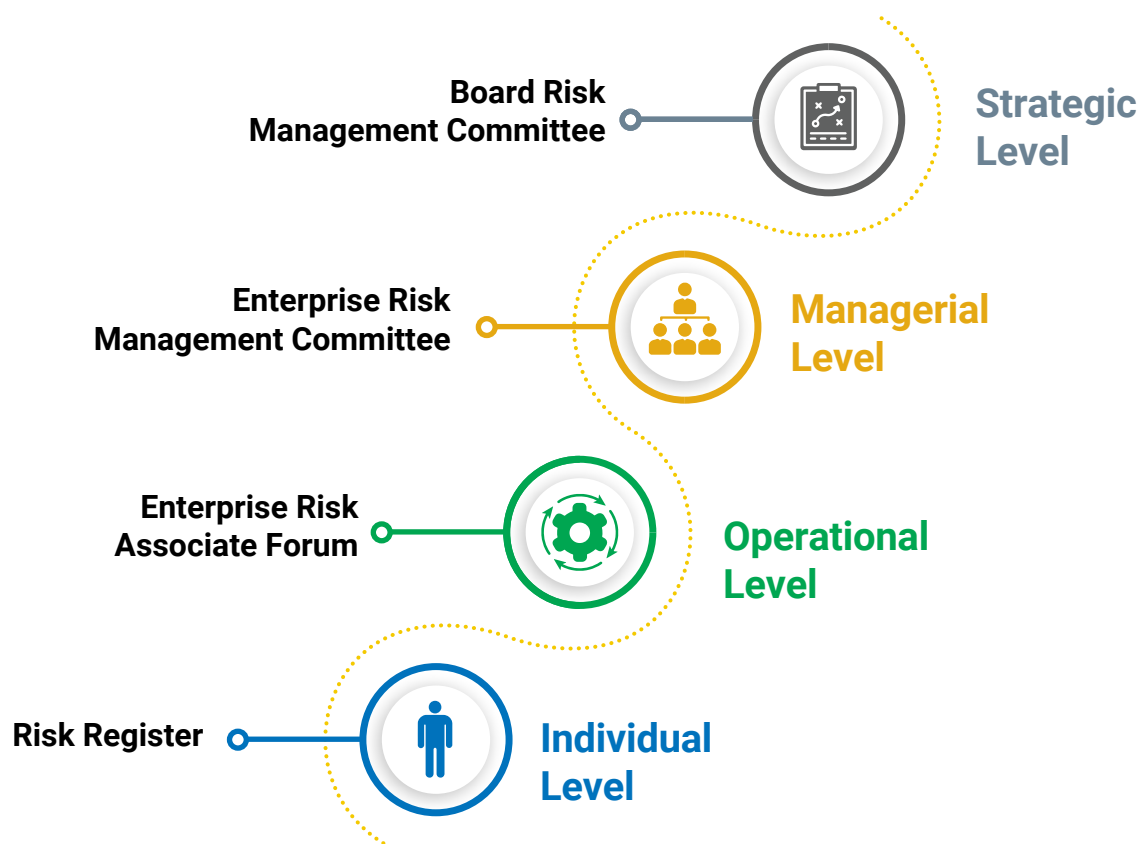 Board Risk
Management Committee
Strategic
Level
Enterprise Risk
Management Committee
Managerial
Level
Enterprise Risk
Associate Forum
Operational
Level
Risk Register
Individual
Level